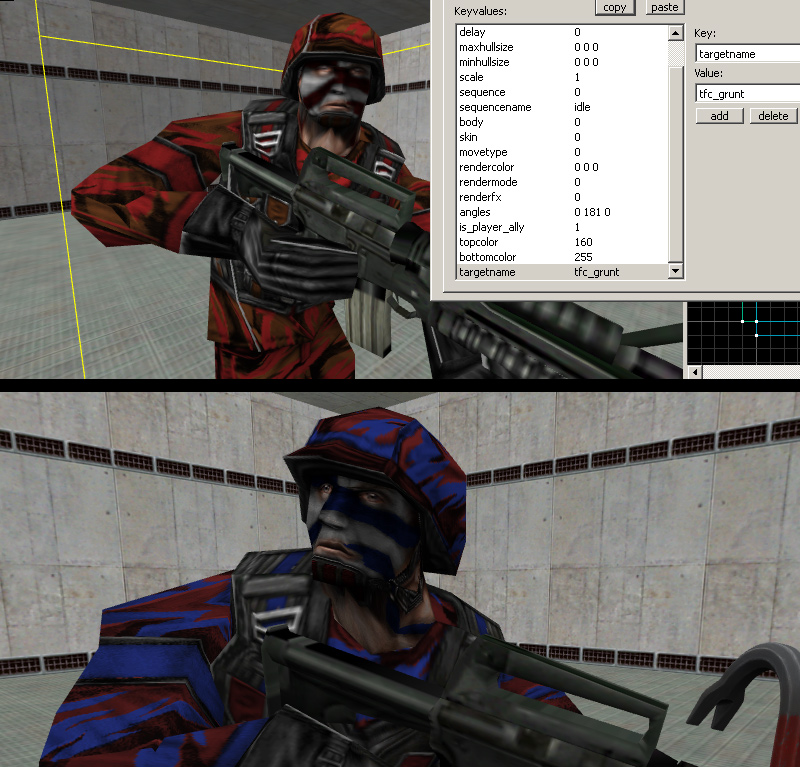 Keyvalues:
copy
paste
delay 0
maxhullsize 0 0 0
minhullsize 0 0 0
scale 1
sequence 0
sequencename idle
body 0
skin 0
movetype 0
rendercolor 0 0 0
rendermode 0
renderfx 0
angles 0 181 0
is_player_ally 1
topcolor 160
bottomcolor 255
targetname tfc_grunt
Key:
targetname
Value:
tfc_grunt
add
delete